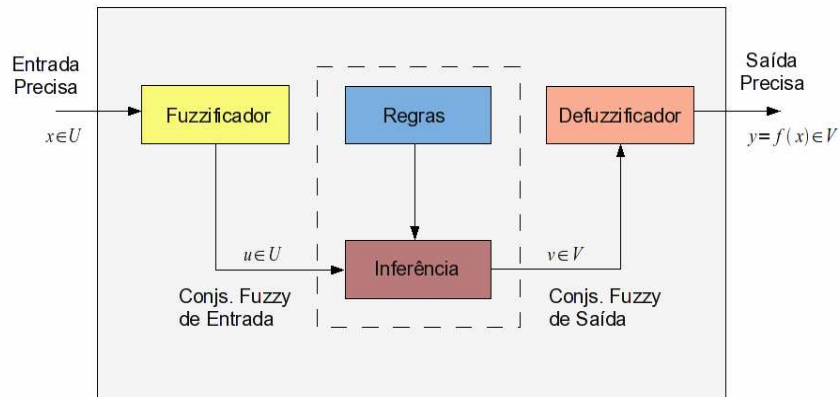 Entrada
Precisa
x∈U
Fuzzificador
Regras
Defuzzificador
Saída
Precisa
y=f(x)∈V
u∈U
Inferência
v∈V
Conjs. Fuzzy
de Entrada
Conjs. Fuzzy
de Saída